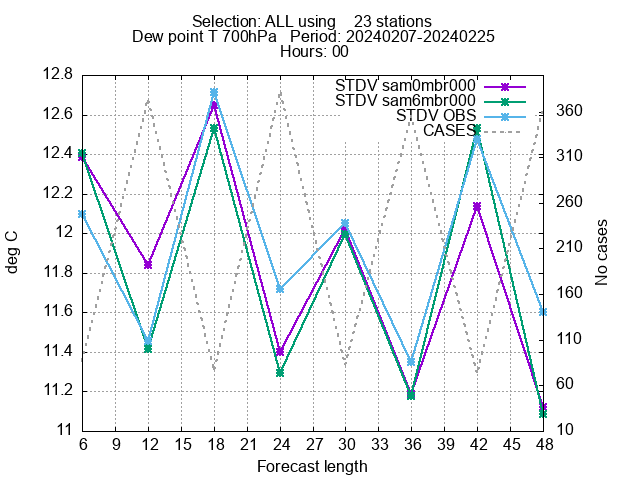 Selection: ALL using    23 stations
Dew point T 700hPa   Period: 20240207-20240225
Hours: 00
STDV sam0mbr000
STDV sam6mbr000
STDV OBS
CASES
deg C
12.8
12.6
12.4
12.2
12
11.8
11.6
11.4
11.2
11
360
310
260
210
160
110
60
10
No cases
6 9 12 15 18 21 24 27 30 33 36 39 42 45 48
Forecast length